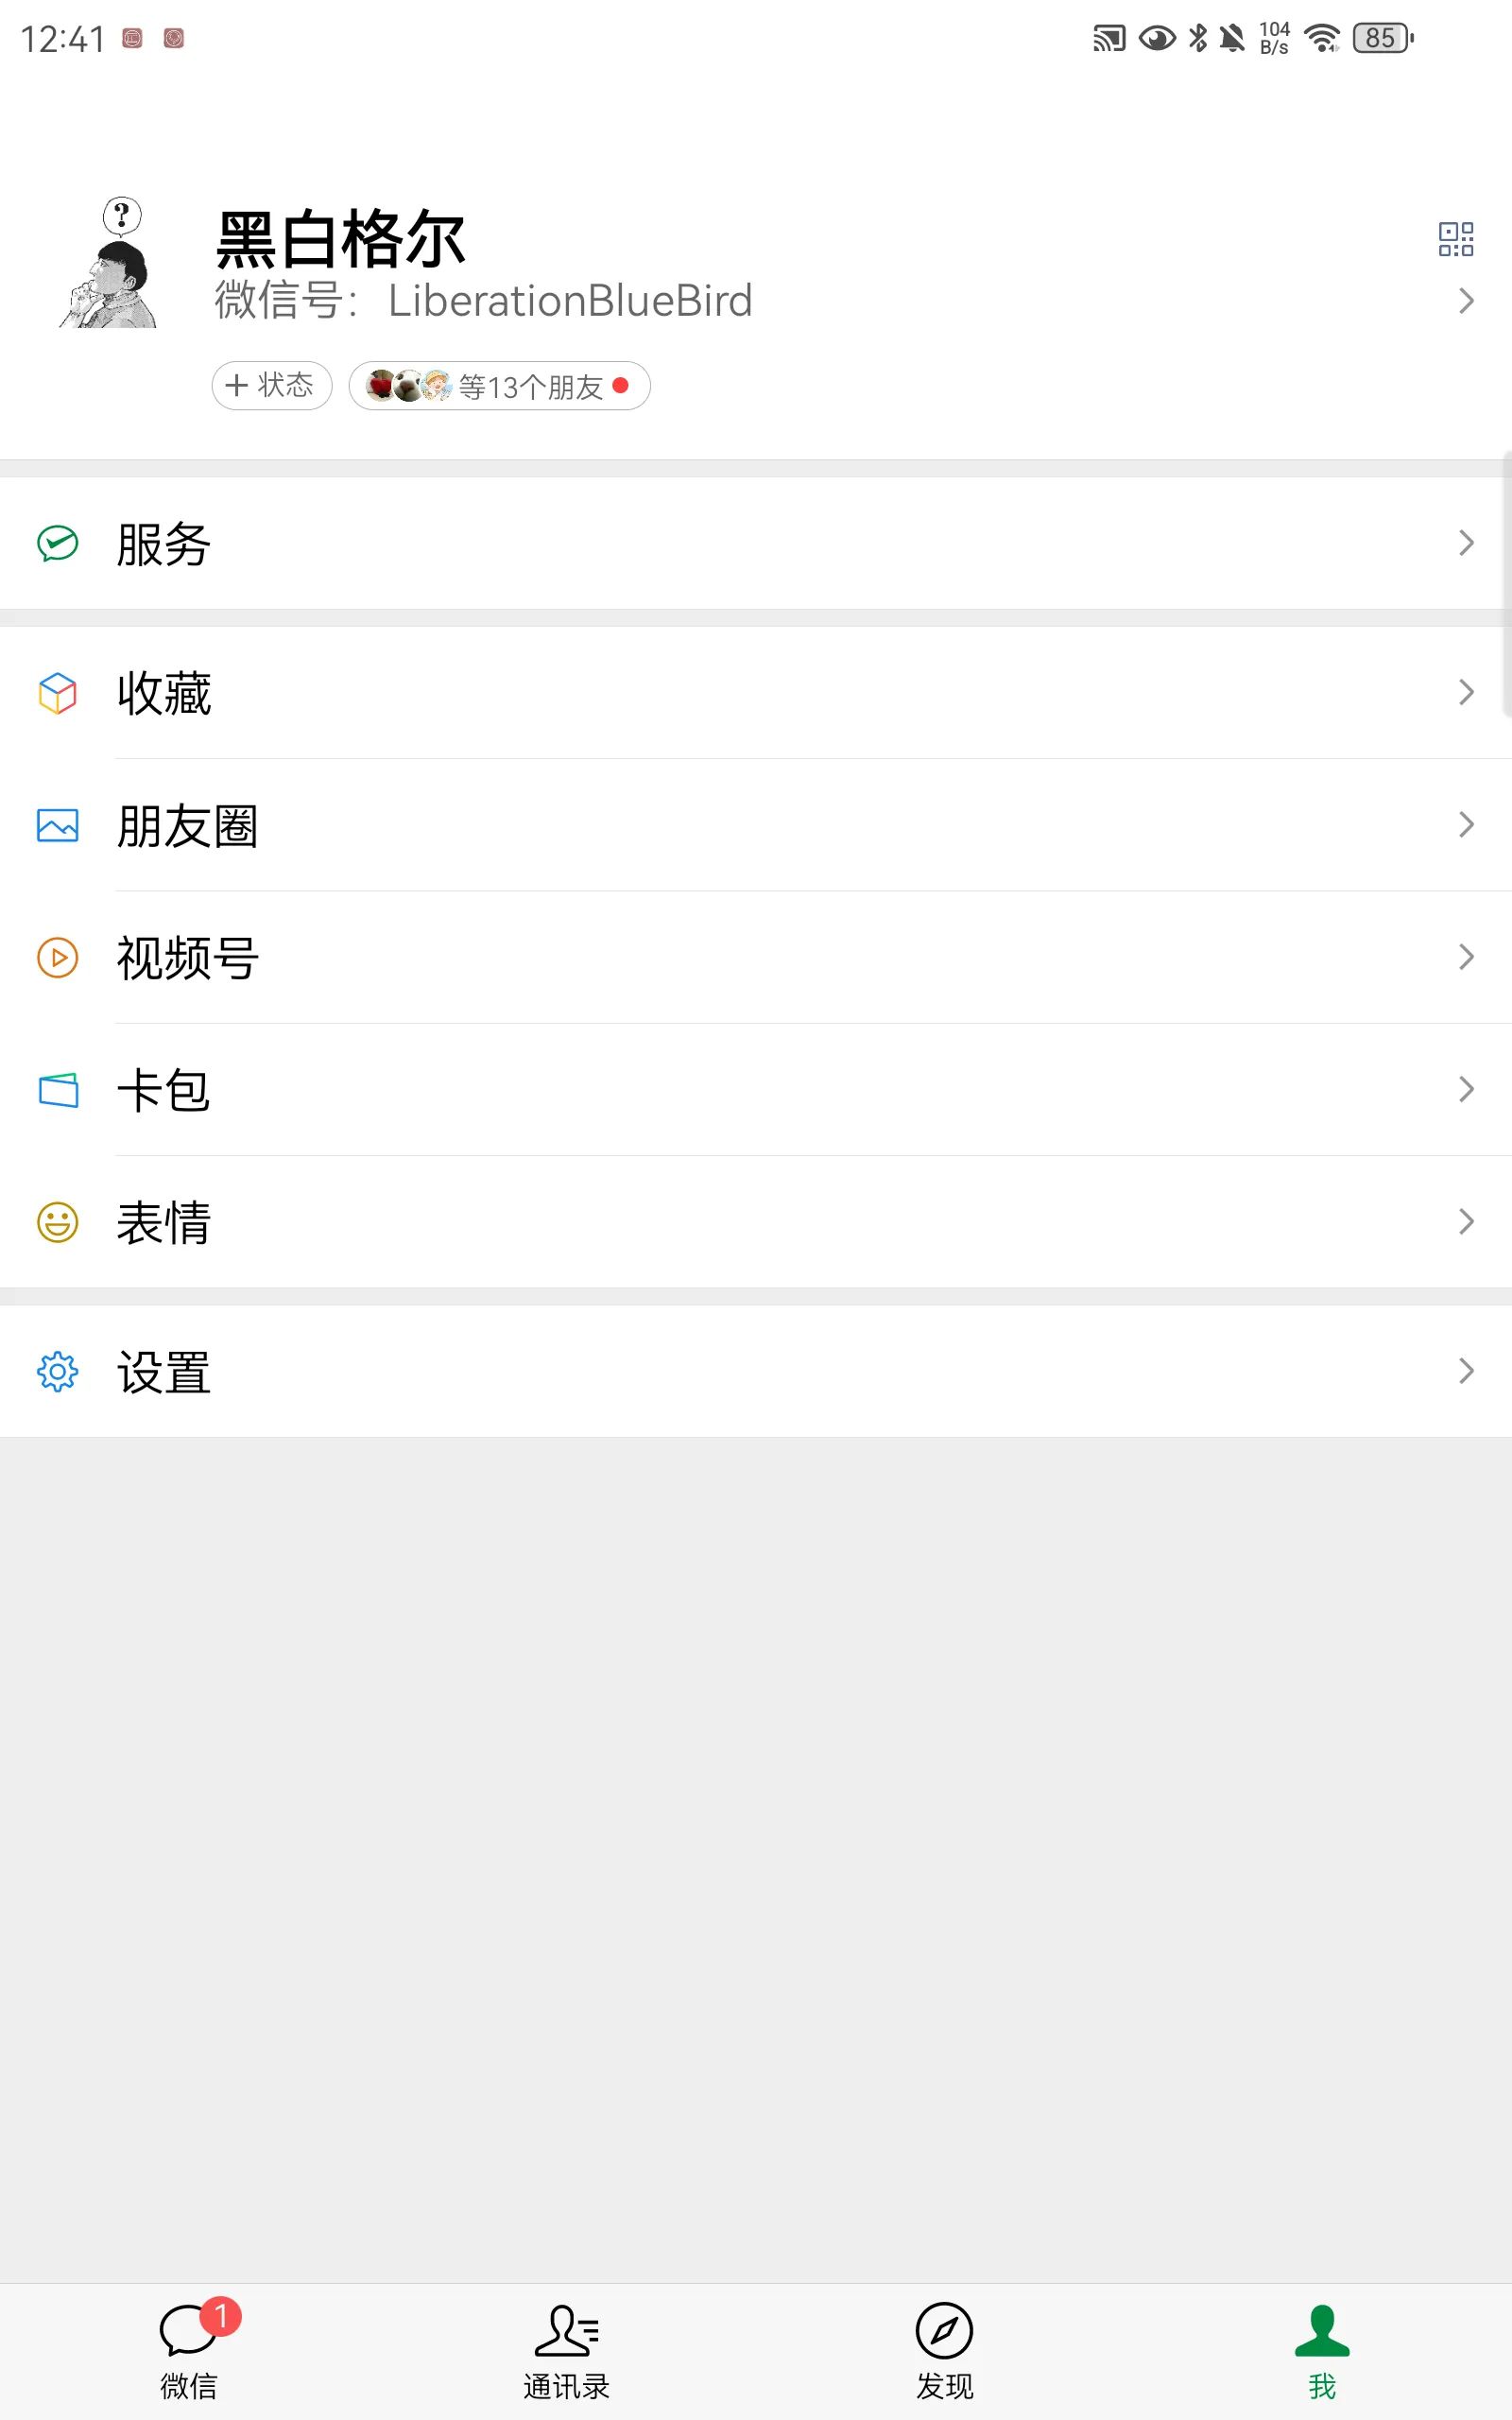 12:41
104 B/s
85
?
黑白格尔
微信号： LiberationBlueBird
+ 状态
等13个朋友
服务
收藏
朋友圈
视频号
卡包
表情
设置
1
微信
通讯录
发现
我